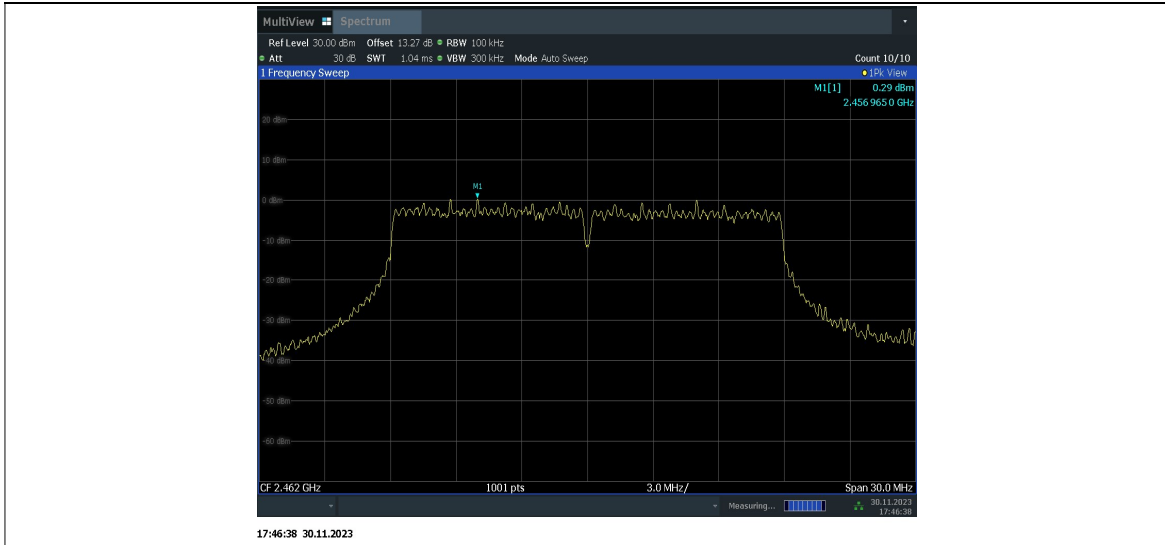 MultiView Spectrum
Ref Level 30.00 dBm Offset 13.27 dB RBW 100 kHz
Att 30 dB SWT 1.04 ms VBW 300 kHz Mode Auto Sweep Count 10/10
1 Frequency Sweep 1Pk View
M1[1] 0.29 dBm
2.456 965 0 GHz
20 dBm
10 dBm
M1
0 dBm
-10 dBm
-20 dBm
-30 dBm
-40 dBm
-50 dBm
-60 dBm
CF 2.462 GHz 1001 pts 3.0 MHz/ Span 30.0 MHz
Measuring... 30.11.2023
17:46:38
17:46:38 30.11.2023